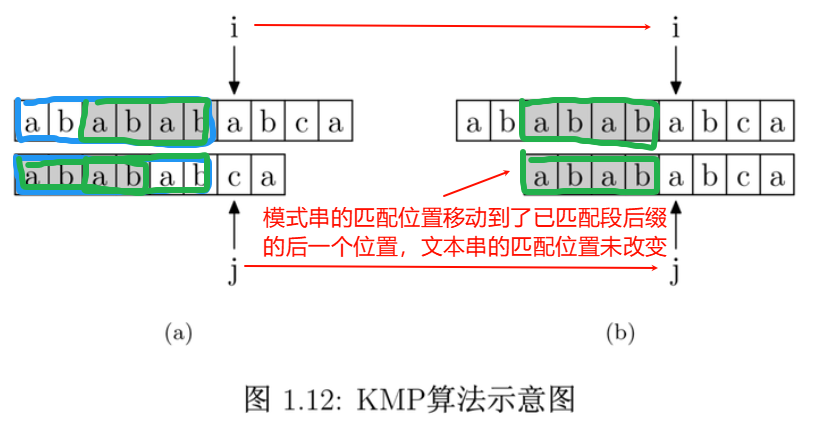 i i
a b a b a b a b c a a b a b a b a b c a
a b a b a b c a a b a b a b c a
模式串的匹配位置移动到了已匹配段后缀
的后一个位置，文本串的匹配位置未改变
j j
(a) (b)
图 1.12: KMP算法示意图